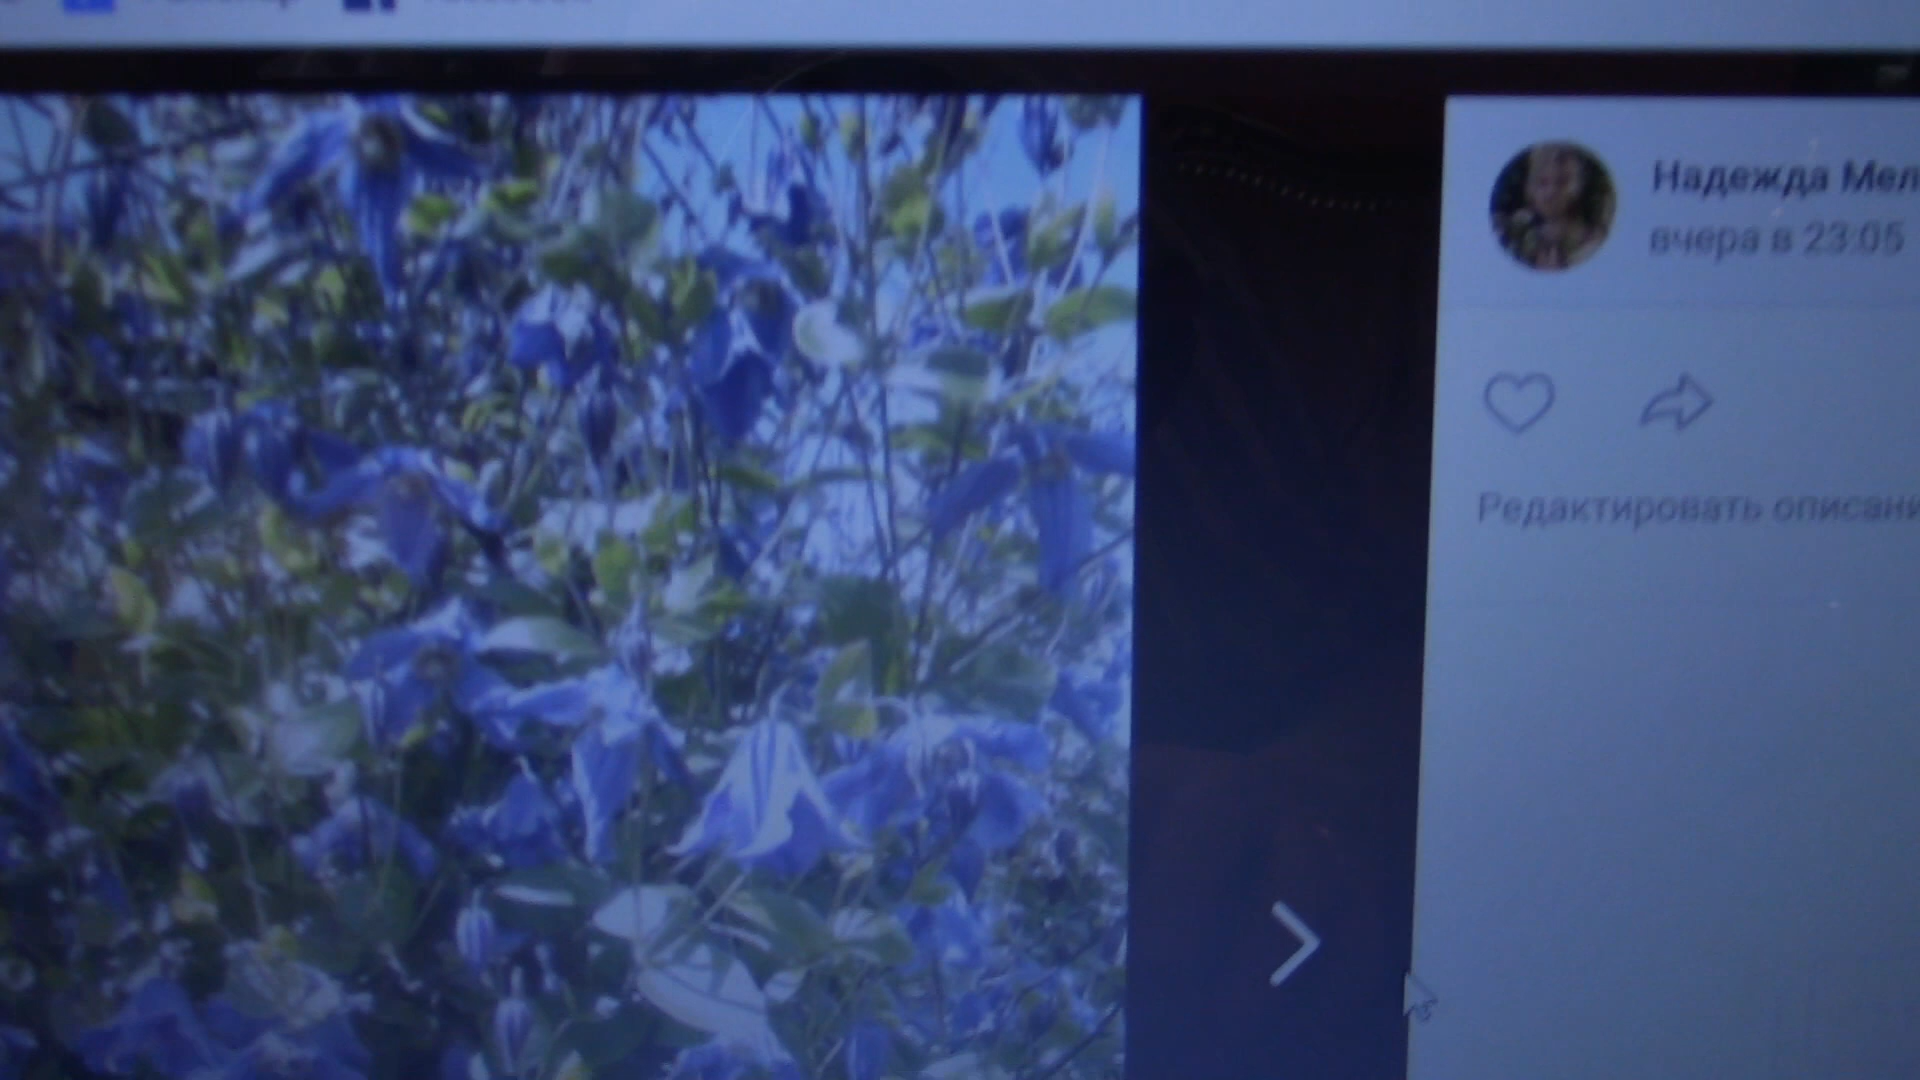 Надежда Мел
вчера в 23:05
Редактировать описани